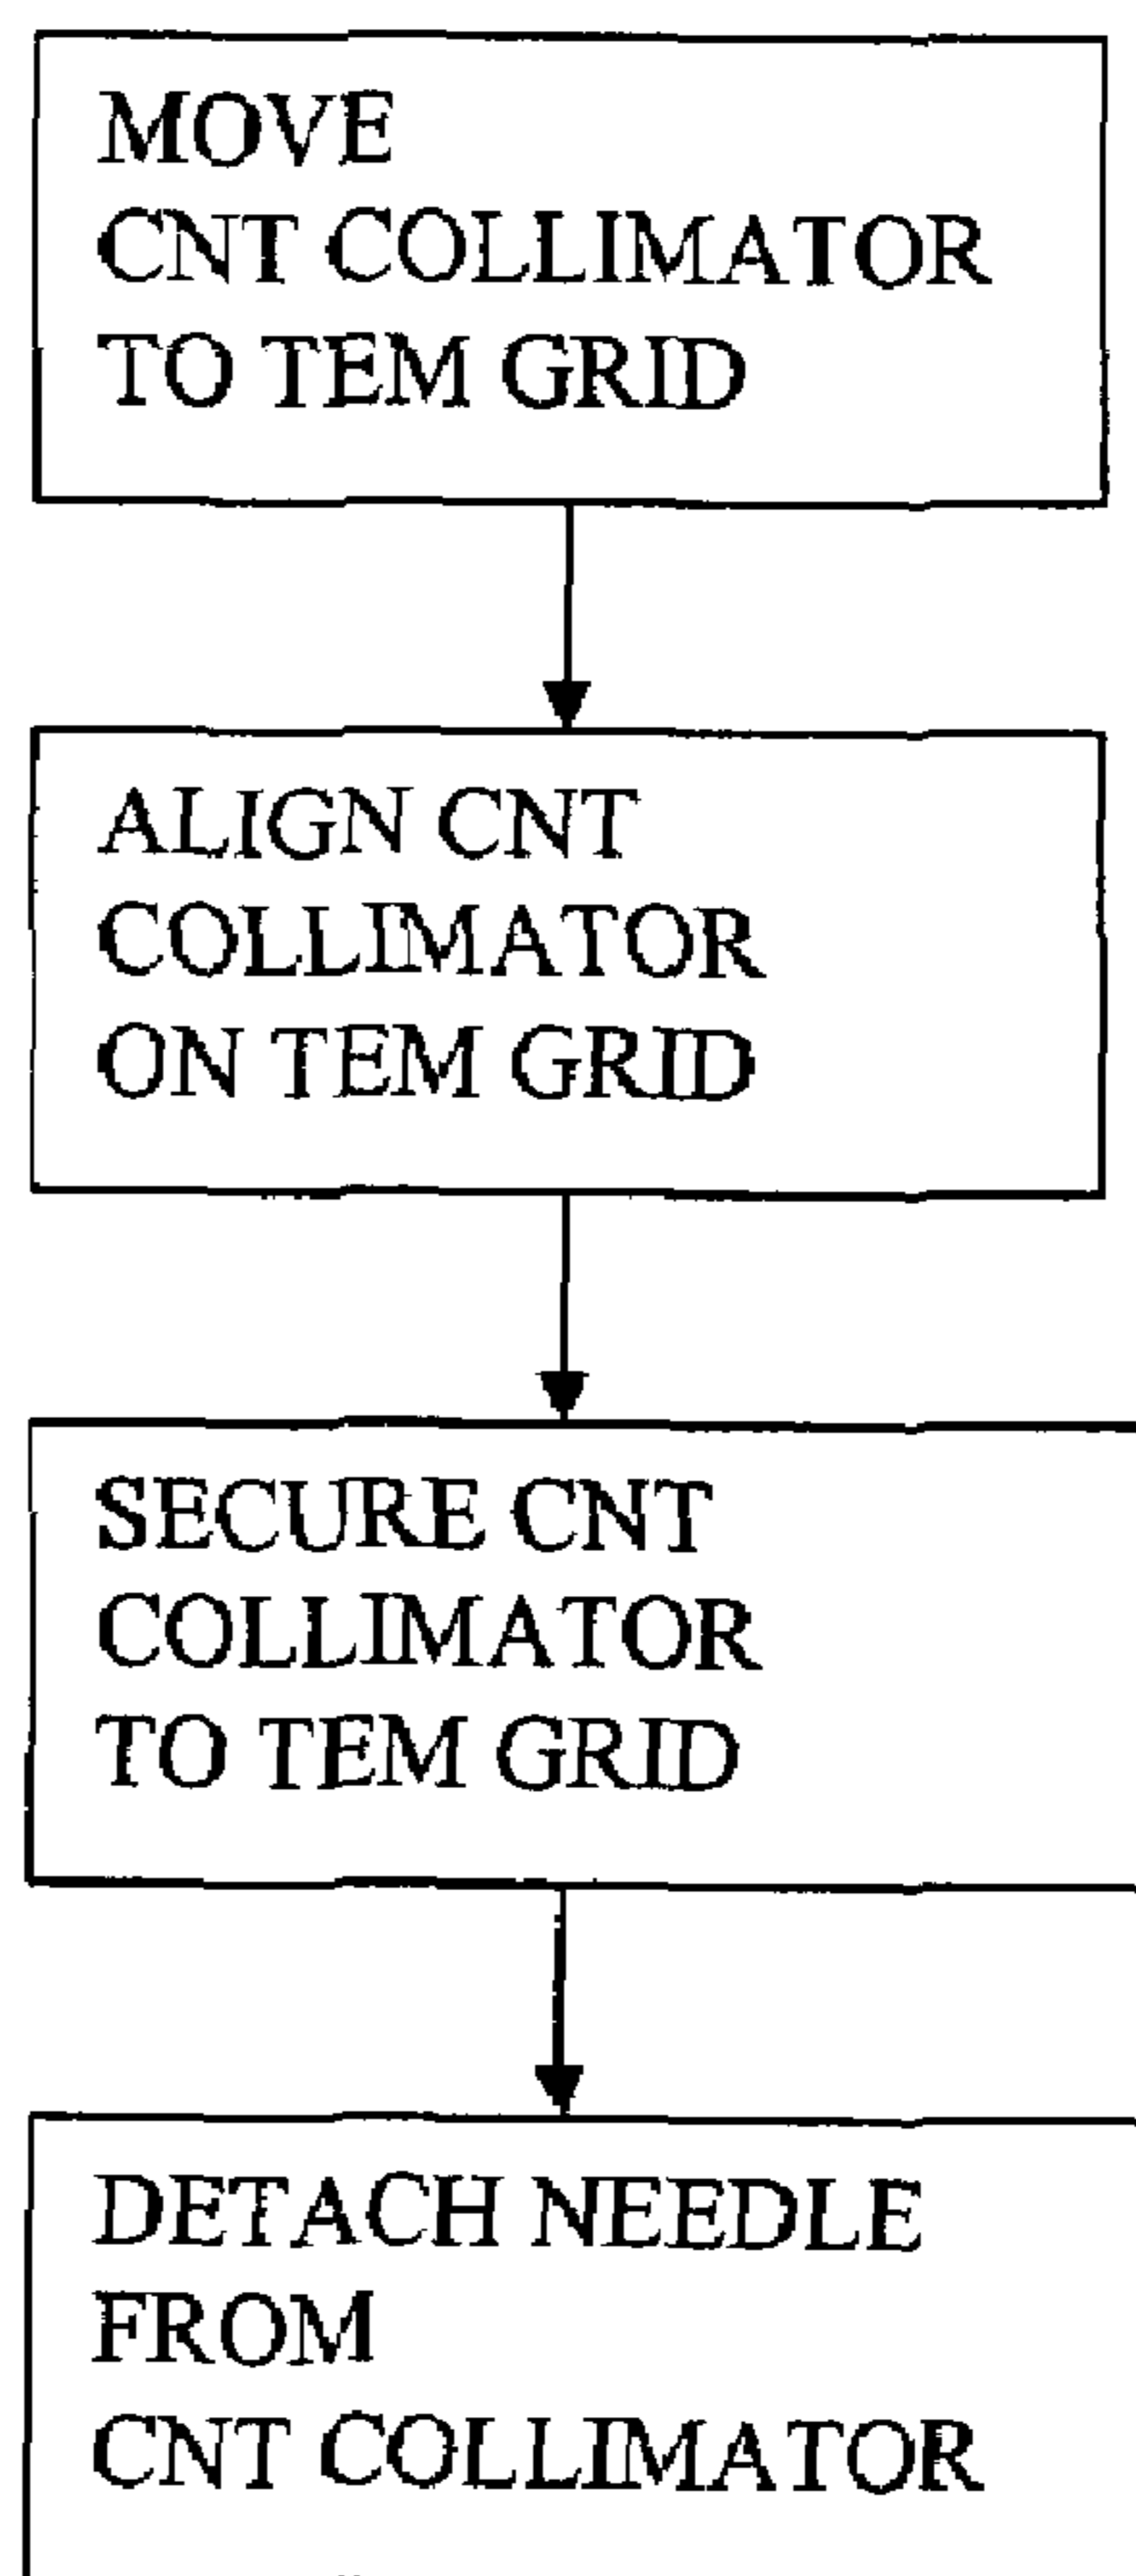 MOVE
CNT COLLIMATOR
TO TEM GRID
ALIGN CNT
COLLIMATOR
ON TEM GRID
SECURE CNT
COLLIMATOR
TO TEM GRID
DETACH NEEDLE
FROM
CNT COLLIMATOR